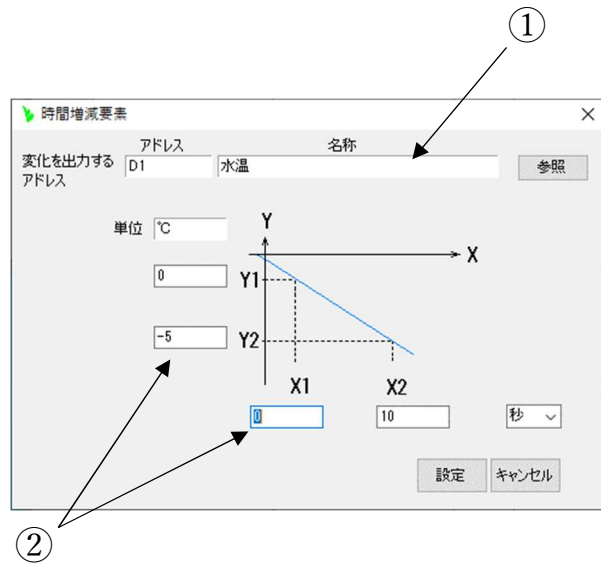 ①
時間増減要素
アドレス 名称
変化を出力する
アドレス
D1 水温 参照
単位 ℃
Y
X
0 Y1
-5 Y2
X1 X2
0 10 秒
設定 キャンセル
②